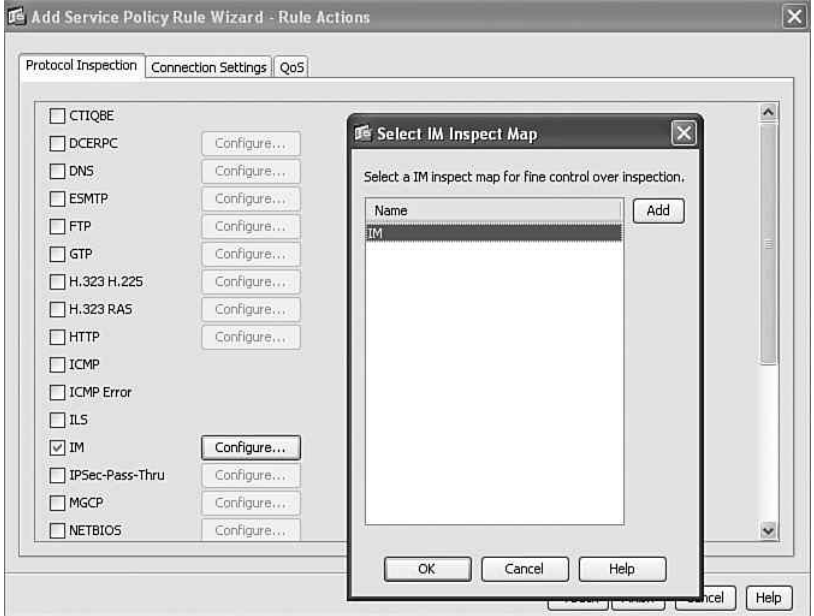 Add Service Policy Rule Wizard - Rule Actions
Protocol Inspection Connection Settings QoS
CTIQBE
DCERPC Configure...
DNS Configure...
ESMTP Configure...
FTP Configure...
GTP Configure...
H.323 H.225 Configure...
H.323 RAS Configure...
HTTP Configure...
ICMP
ICMP Error
ILS
IM Configure...
IPSec-Pass-Thru Configure...
MGCP Configure...
NETBIOS Configure...
Select IM Inspect Map
Select a IM inspect map for fine control over inspection.
Name
Add
IM
OK Cancel Help
Help